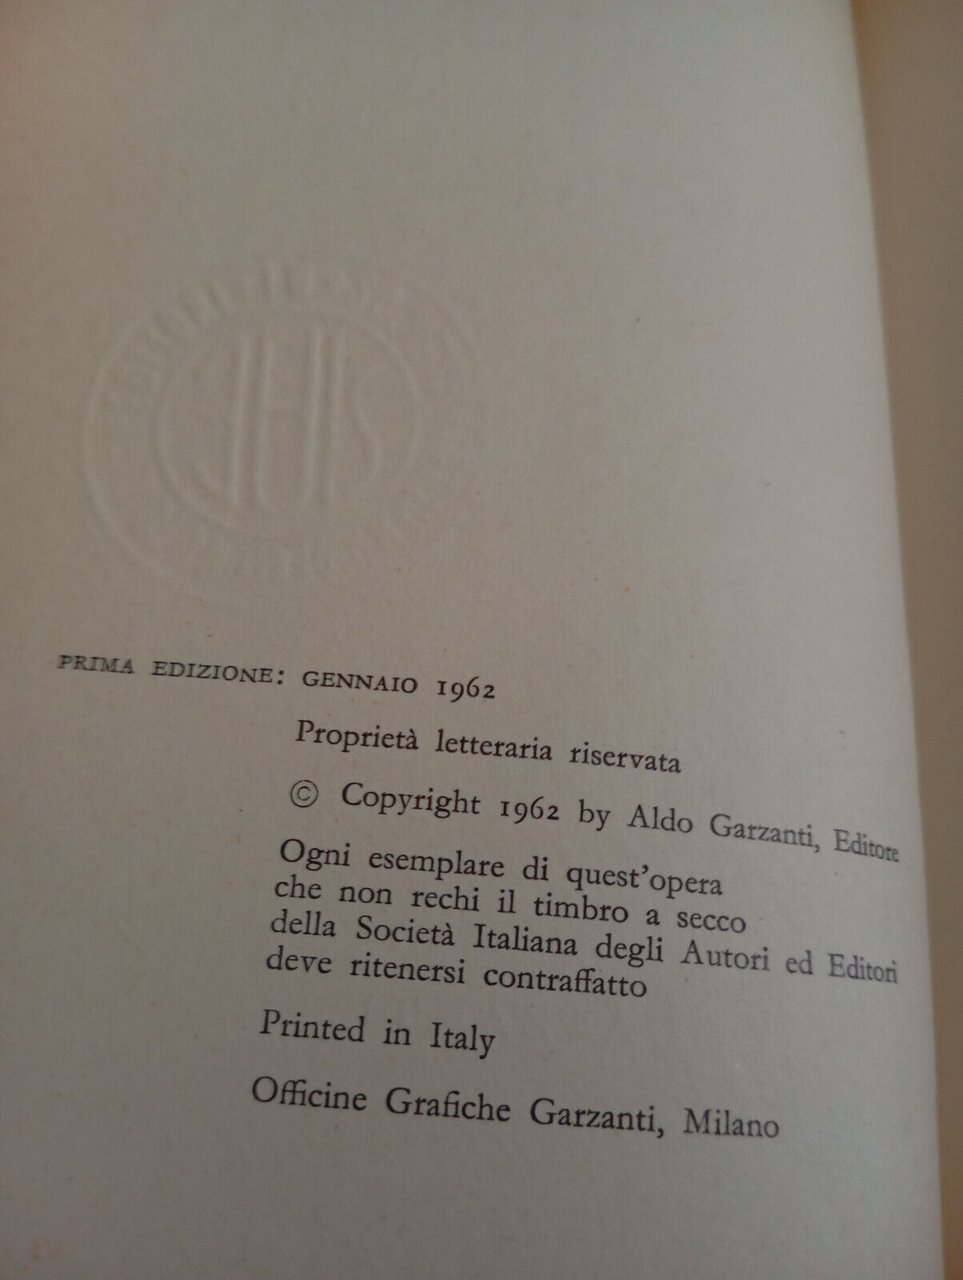 PRIMA EDIZIONE: GENNAIO 1962
Proprietà letteraria riservata
© Copyright 1962 by Aldo Garzanti, Editore
Ogni esemplare di quest'opera
che non rechi il timbro a secco
della Società Italiana degli Autori ed Editori
deve ritenersi contraffatto
Printed in Italy
Officine Grafiche Garzanti, Milano